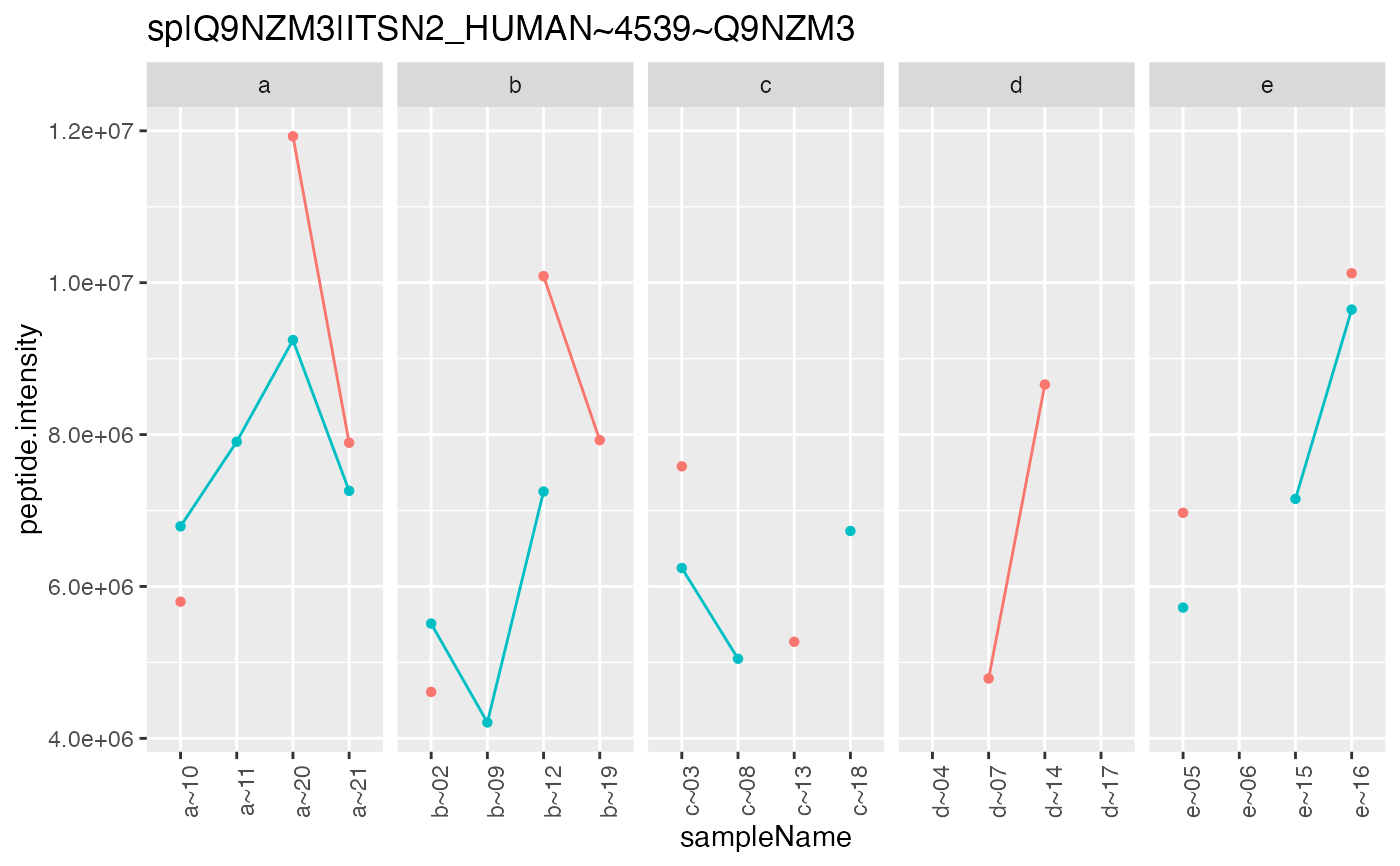 sp|Q9NZM3|ITSN2_HUMAN~4539~Q9NZM3
a b c d e
1.2e+07
1.0e+07
8.0e+06
6.0e+06
4.0e+06
peptide.intensity
a~10 a~11 a~20 a~21 b~02 b~09 b~12 b~19 c~03 c~08 c~13 c~18 d~04 d~07 d~14 d~17 e~05 e~06 e~15 e~16
sampleName